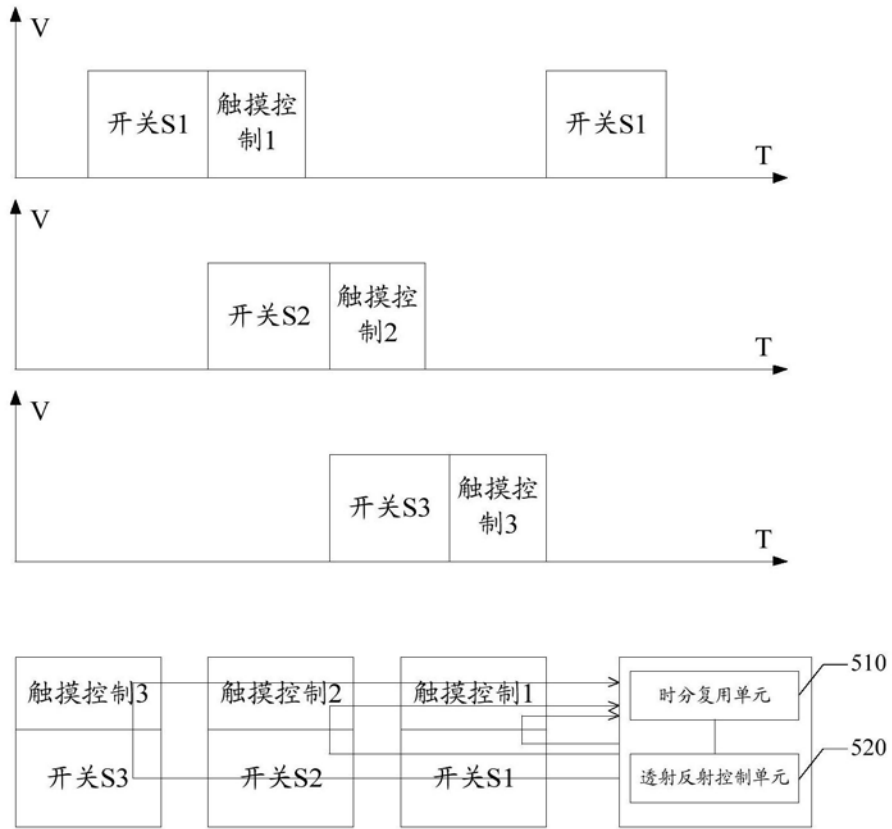 V
开关S1
触摸控
制1
开关S1
T
V
开关S2
触摸控
制2
T
V
开关S3
触摸控
制3
T
触摸控制3
触摸控制2
触摸控制1
时分复用单元
510
开关S3
开关S2
开关S1
透射反射控制单元
520